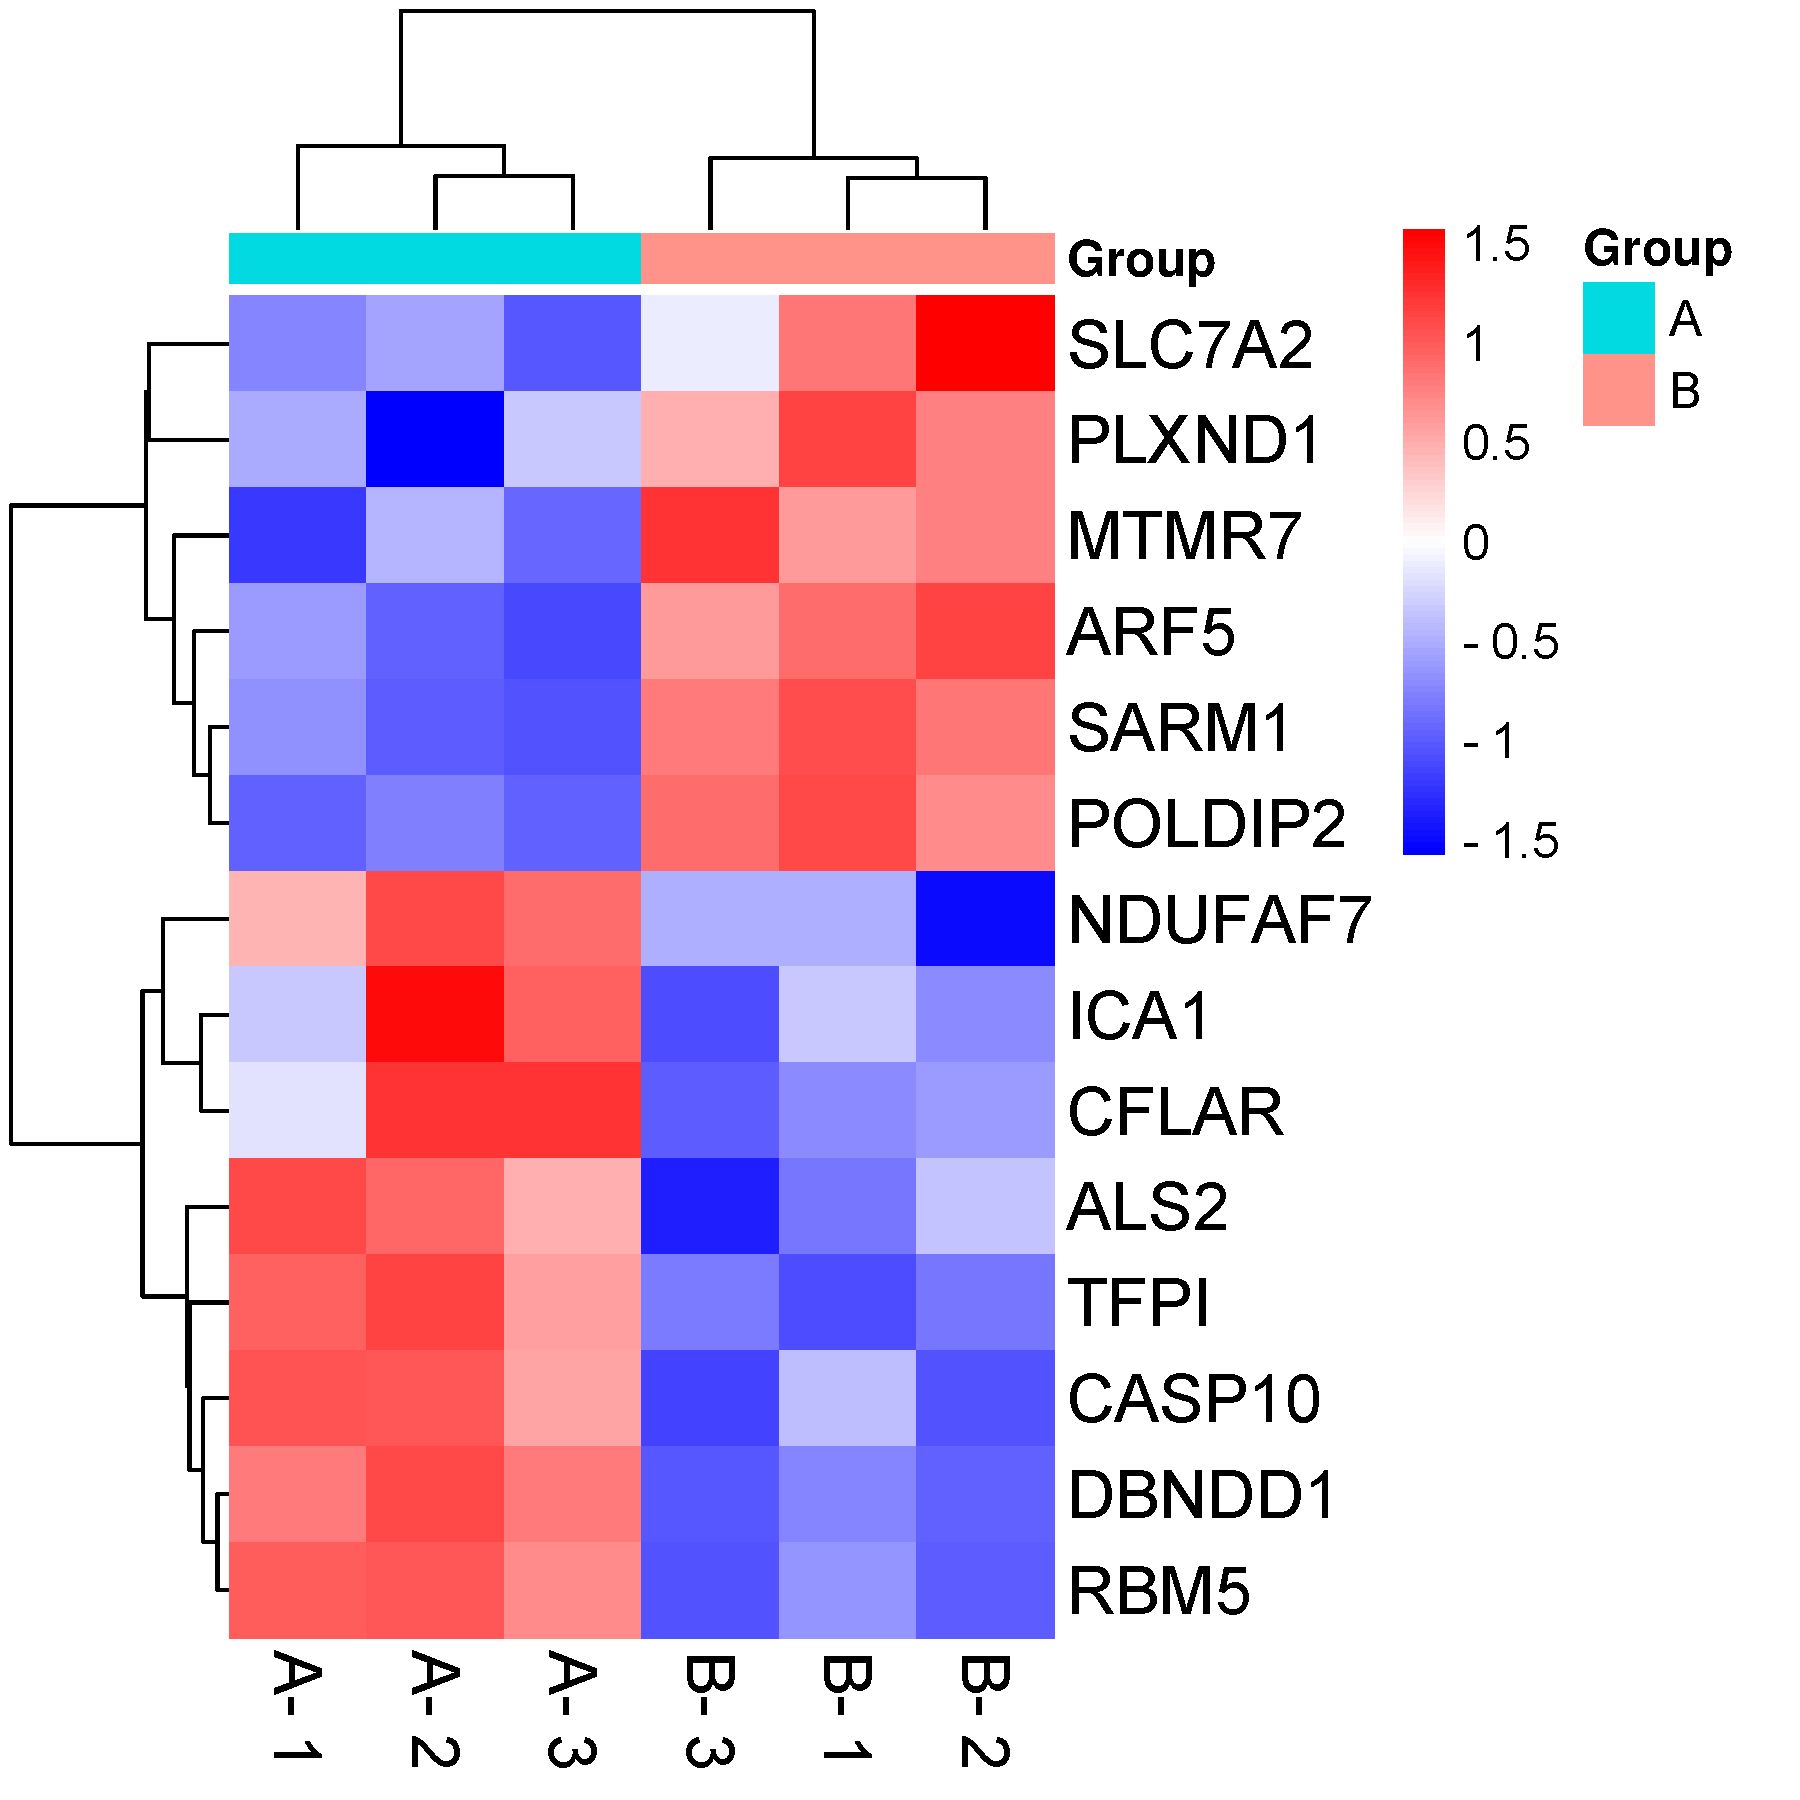 Group
SLC7A2
PLXND1
MTMR7
ARF5
SARM1
POLDIP2
NDUFAF7
ICA1
CFLAR
ALS2
TFPI
CASP10
DBNDD1
RBM5
A-1
A-2
A-3
B-3
B-1
B-2
1.5
1
0.5
0
-0.5
-1
-1.5
Group
A
B